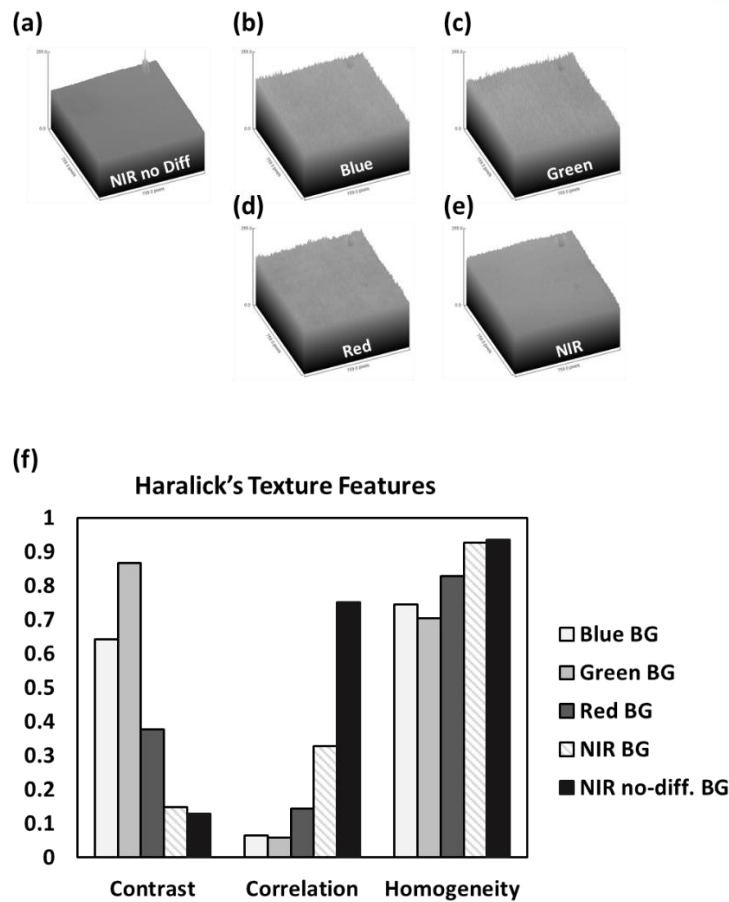 (a)
(b)
(c)
NIR no Diff
Blue
Green
(d)
(e)
Red
NIR
(f)
Haralick's Texture Features
1
0.9
0.8
0.7
0.6
0.5
0.4
0.3
0.2
0.1
0
Blue BG
Green BG
Red BG
NIR BG
NIR no-diff. BG
Contrast
Correlation
Homogeneity